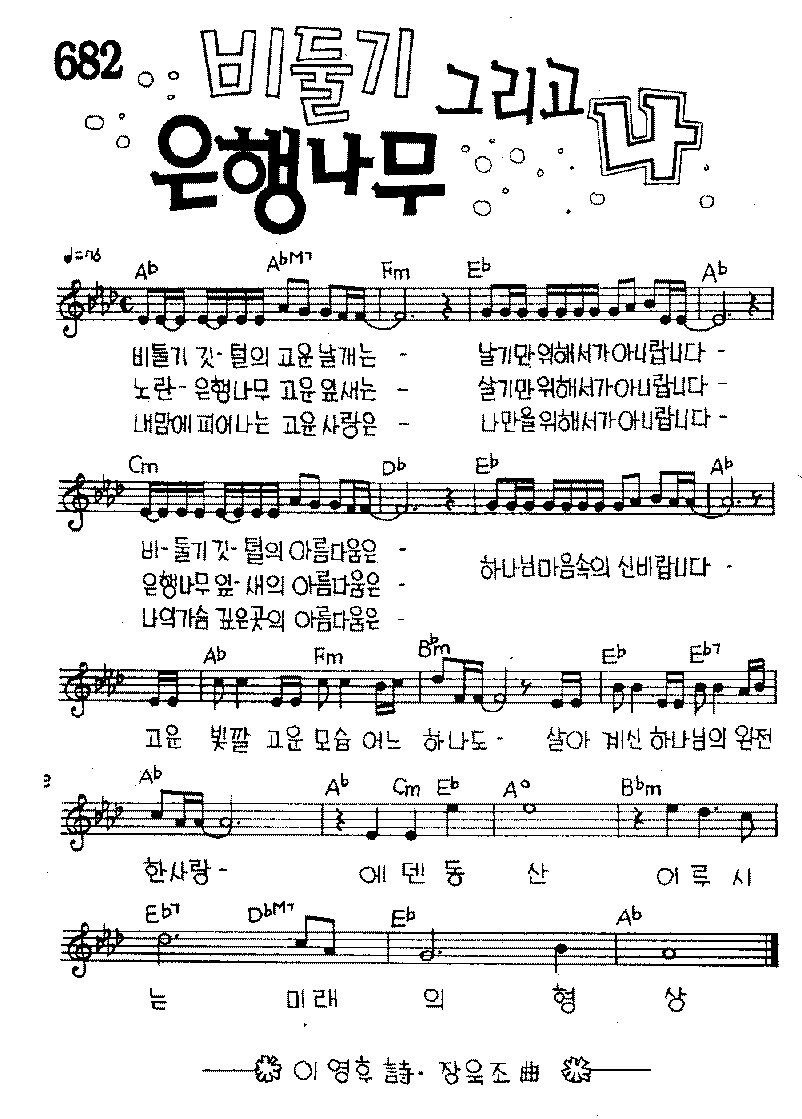 682 비둘기 그리고 나
은행나무
♩=76
Ab AbM7 Fm Eb Ab
비둘기 깃- 털의 고운 날개는 - 날기만 위해서가 아니랍니다 -
노란- 은행나무 고운 잎새는 - 살기만 위해서가 아니랍니다 -
내맘에 피어나는 고운 사랑은 - 나만을 위해서가 아니랍니다 -
Cm Db Eb Ab
비-둘기 깃-털의 아름다움은 - 하나님 마음속의 신비랍니다 -
은행나무 잎-새의 아름다움은 -
나의 가슴 깊은곳의 아름다움은 -
Ab Fm Bbm Eb Eb7
고운 빛깔 고운 모습 어느 하나도- 살아 계신 하나님의 완전
Ab Ab Cm Eb A° Bbm
한사랑- 에 덴 동 산 이 루 시
Eb7 DbM7 Eb Ab
는 미 래 의 형 상
이영후 詩· 장욱조 曲